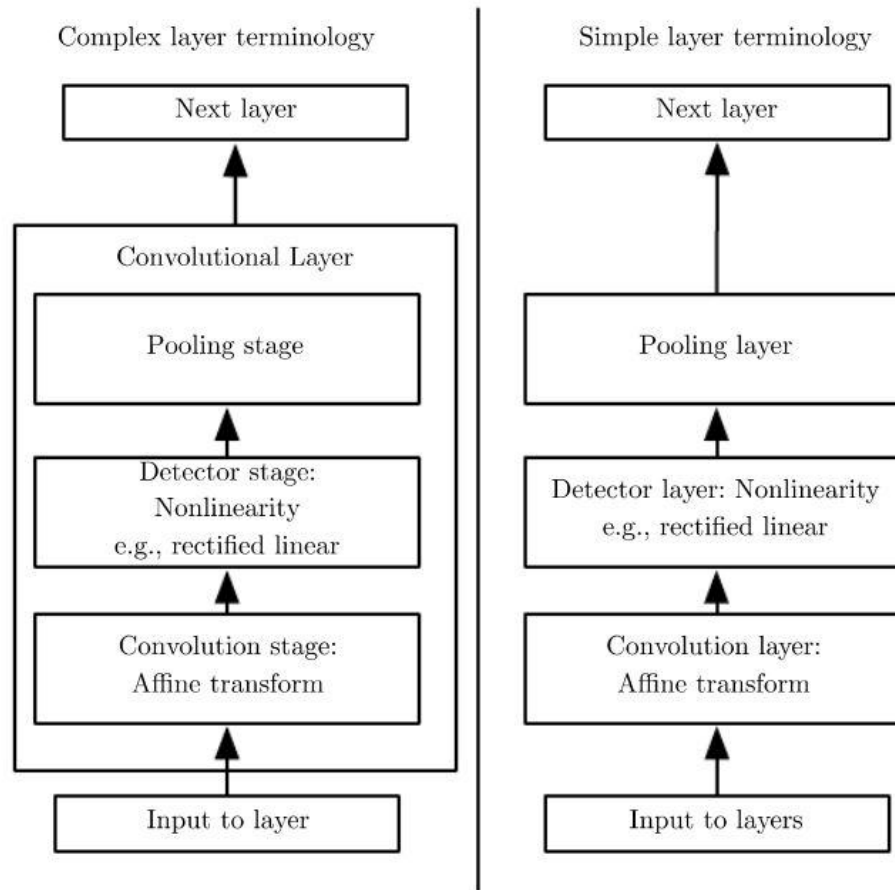 Complex layer terminology
Next layer
Convolutional Layer
Pooling stage
Detector stage:
Nonlinearity
e.g., rectified linear
Convolution stage:
Affine transform
Input to layer
Simple layer terminology
Next layer
Pooling layer
Detector layer: Nonlinearity
e.g., rectified linear
Convolution layer:
Affine transform
Input to layers